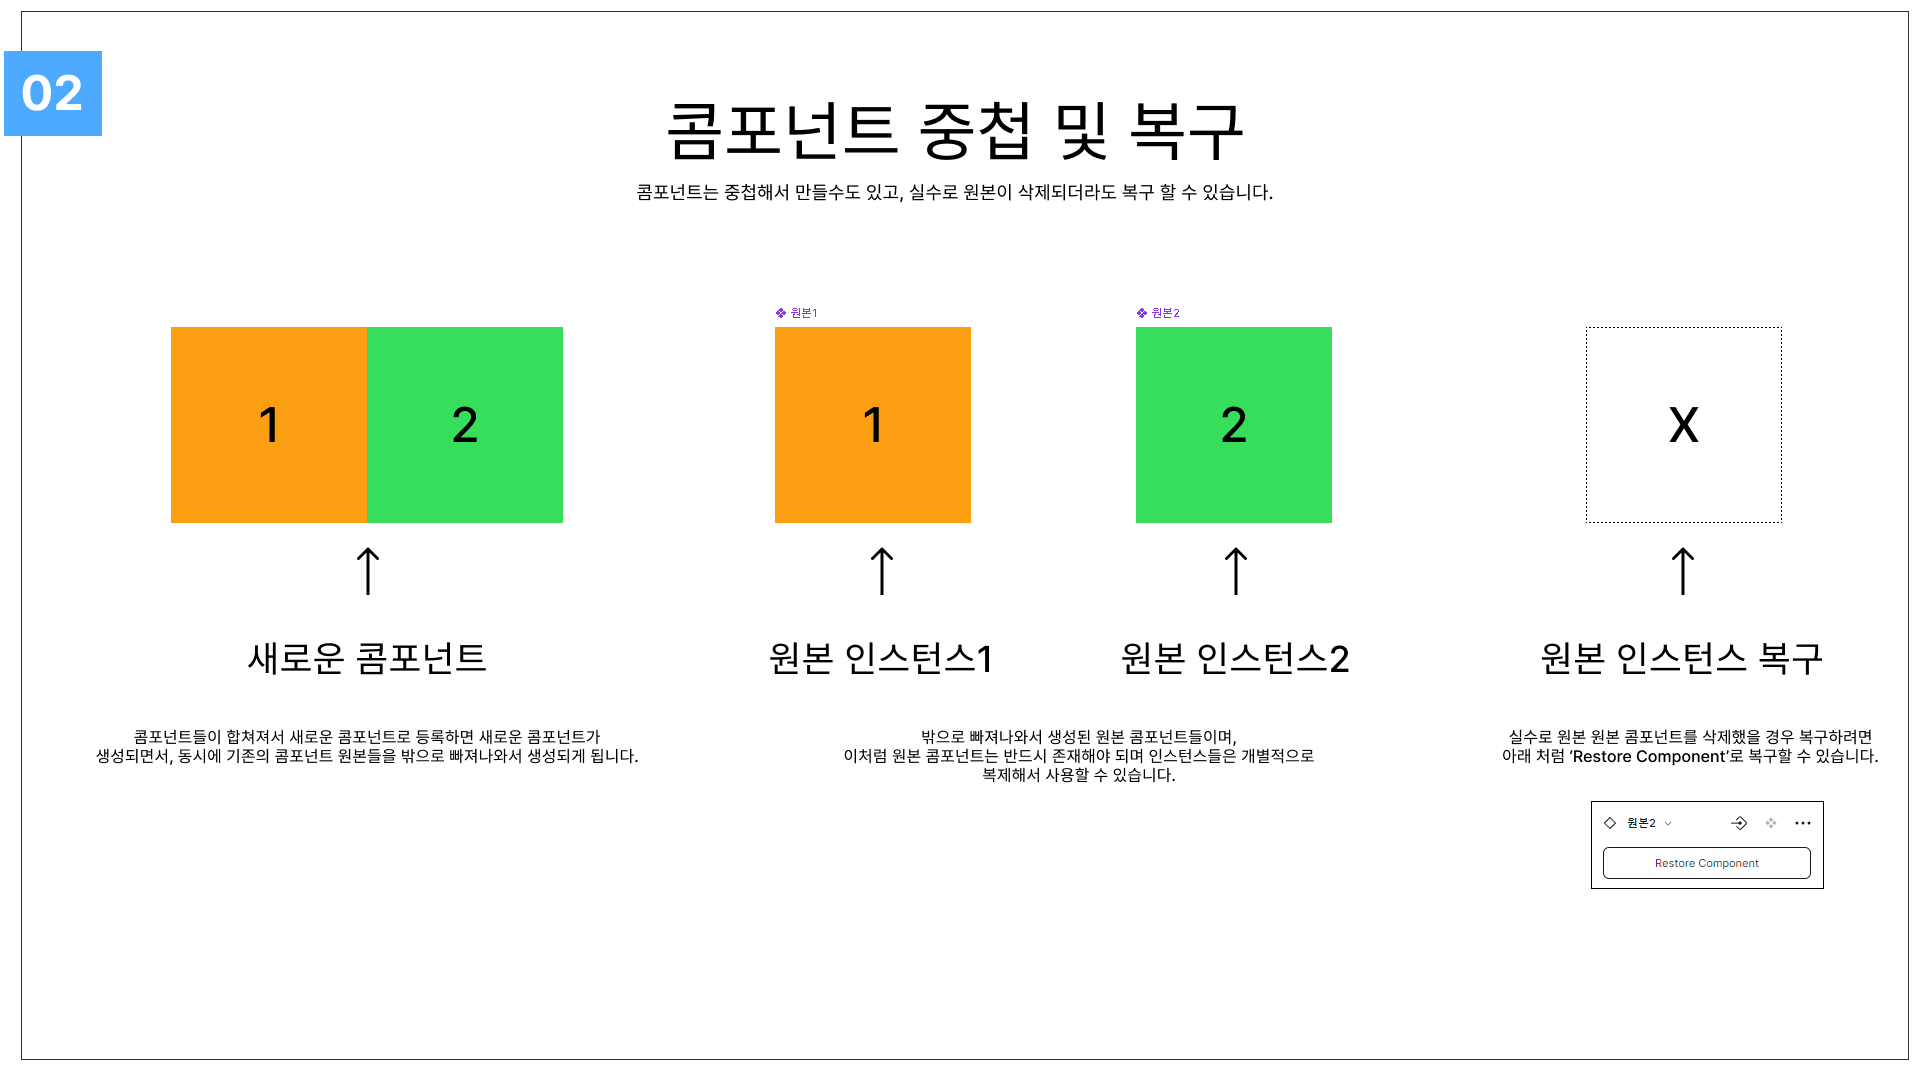 02
콤포넌트 중첩 및 복구
콤포넌트는 중첩해서 만들수도 있고, 실수로 원본이 삭제되더라도 복구 할 수 있습니다.
1
2
원본1
1
원본2
2
X
새로운 콤포넌트
콤포넌트들이 합쳐져서 새로운 콤포넌트로 등록하면 새로운 콤포넌트가
생성되면서, 동시에 기존의 콤포넌트 원본들을 밖으로 빠져나와서 생성되게 됩니다.
원본 인스턴스1
원본 인스턴스2
밖으로 빠져나와서 생성된 원본 콤포넌트들이며,
이처럼 원본 콤포넌트는 반드시 존재해야 되며 인스턴스들은 개별적으로
복제해서 사용할 수 있습니다.
원본 인스턴스 복구
실수로 원본 원본 콤포넌트를 삭제했을 경우 복구하려면
아래 처럼 ‘Restore Component’로 복구할 수 있습니다.
원본2
Restore Component